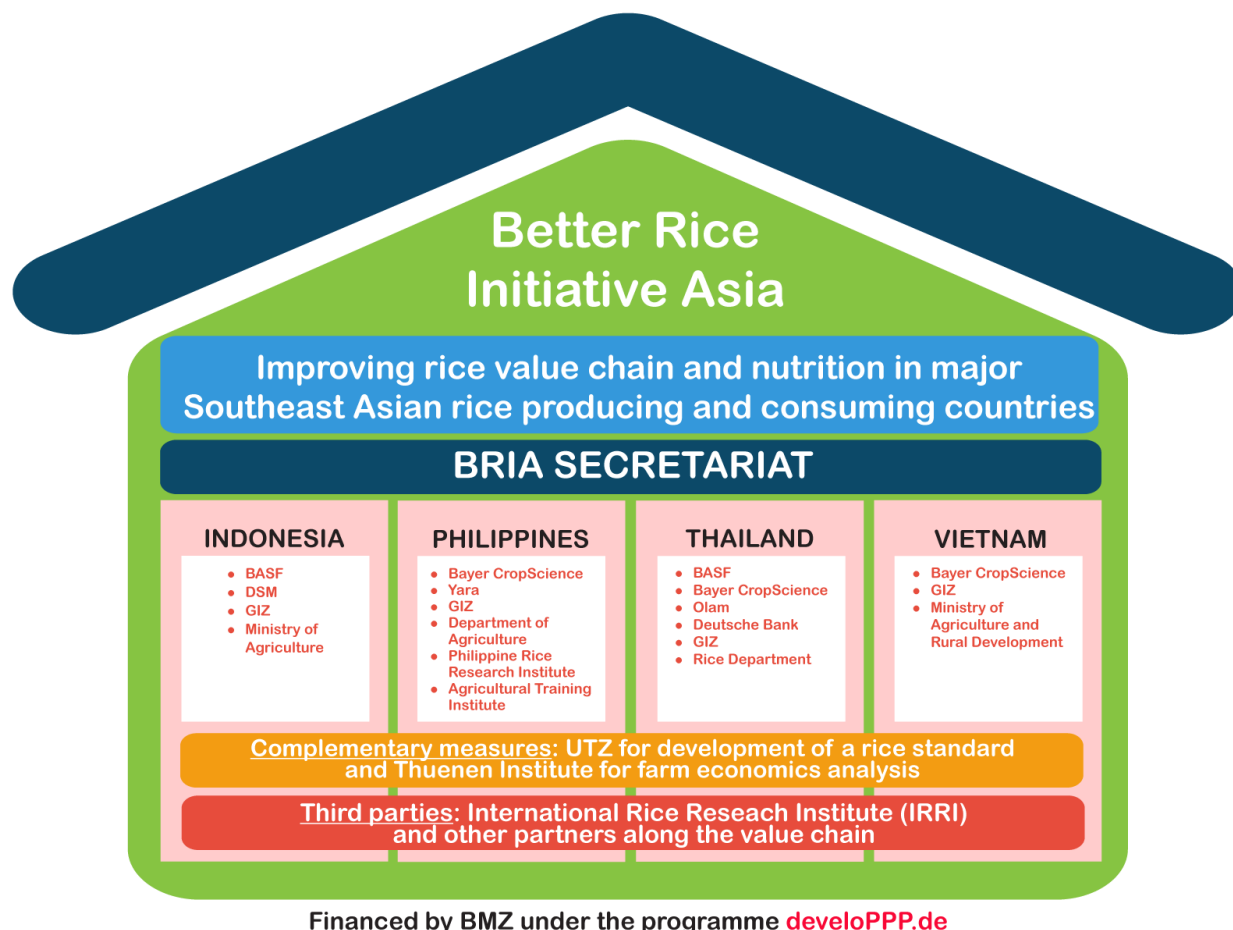 Better Rice
Initiative Asia
Improving rice value chain and nutrition in major
Southeast Asian rice producing and consuming countries
BRIA SECRETARIAT
INDONESIA
• BASF
• DSM
• GIZ
• Ministry of
Agriculture
PHILIPPINES
• Bayer CropScience
• Yara
• GIZ
• Department of
Agriculture
• Philippine Rice
Research Institute
• Agricultural Training
Institute
THAILAND
• BASF
• Bayer CropScience
• Olam
• Deutsche Bank
• GIZ
• Rice Department
VIETNAM
• Bayer CropScience
• GIZ
• Ministry of
Agriculture and
Rural Development
Complementary measures: UTZ for development of a rice standard
and Thuenen Institute for farm economics analysis
Third parties: International Rice Reseach Institute (IRRI)
and other partners along the value chain
Financed by BMZ under the programme develoPPP.de